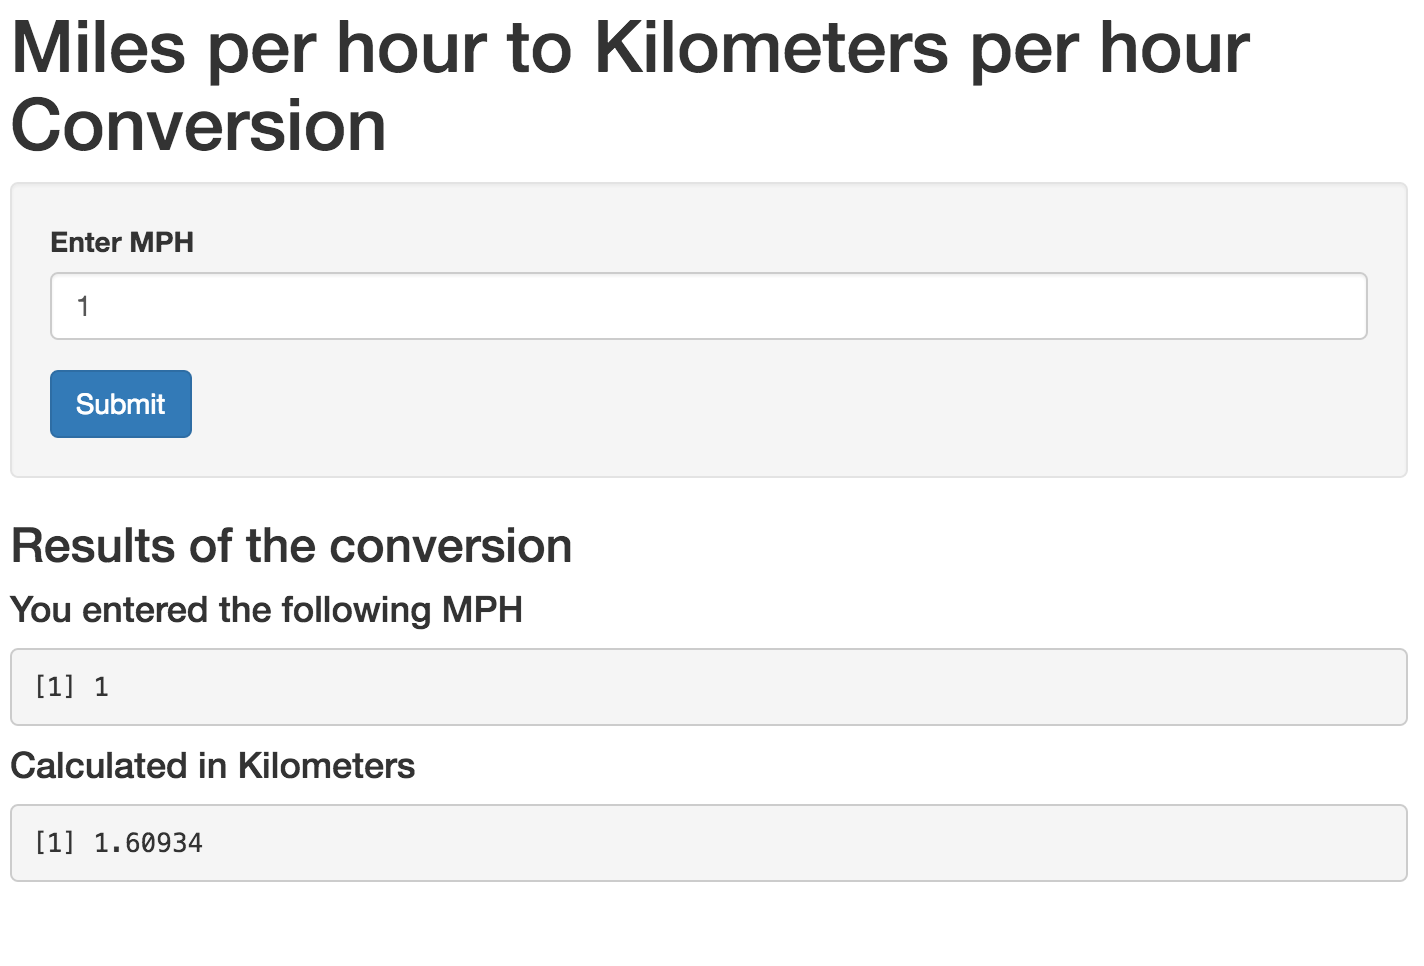 Miles per hour to Kilometers per hour
Conversion
Enter MPH
1
Submit
Results of the conversion
You entered the following MPH
[1] 1
Calculated in Kilometers
[1] 1.60934